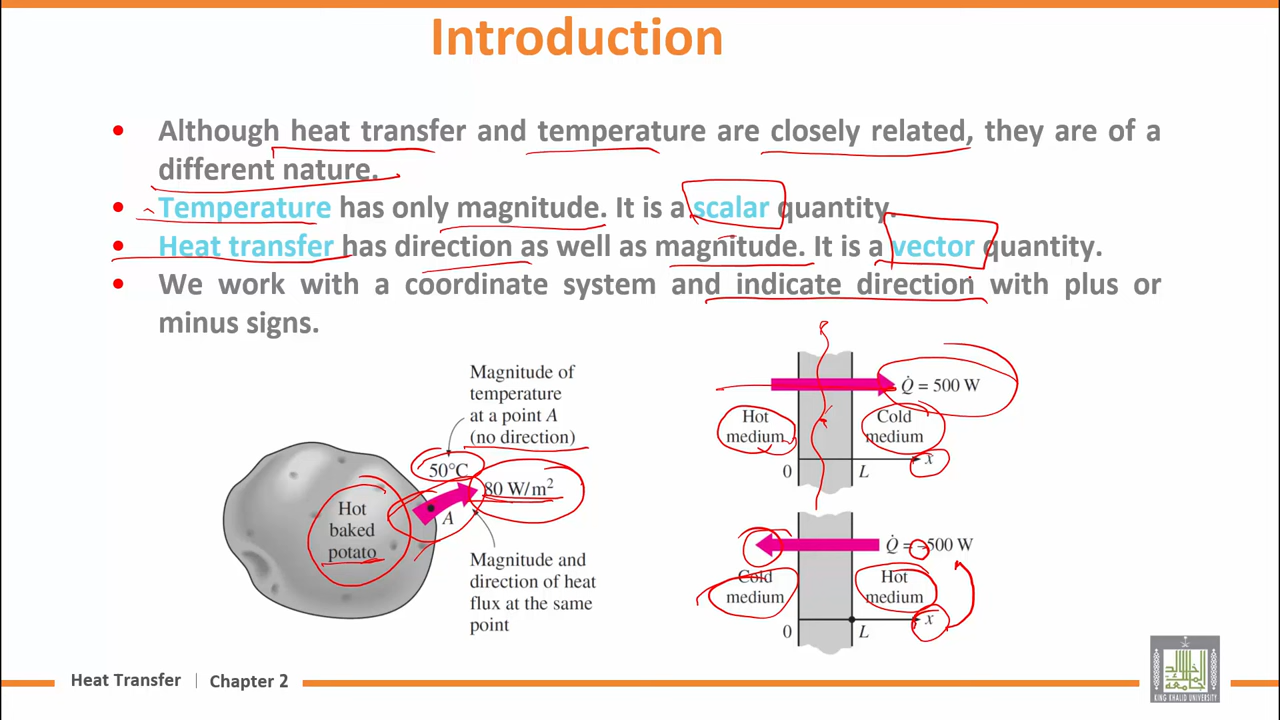 Introduction
• Although heat transfer and temperature are closely related, they are of a
different nature.
• Temperature has only magnitude. It is a scalar quantity.
• Heat transfer has direction as well as magnitude. It is a vector quantity.
• We work with a coordinate system and indicate direction with plus or
minus signs.
Magnitude of
temperature
at a point A
(no direction)
50°C
80 W/m²
Hot
baked
potato
A
Magnitude and
direction of heat
flux at the same
point
Q̇ = 500 W
Hot
medium
Cold
medium
0
L
x
Q̇ = –500 W
Cold
medium
Hot
medium
0
L
x
Heat Transfer | Chapter 2
KING KHALID UNIVERSITY